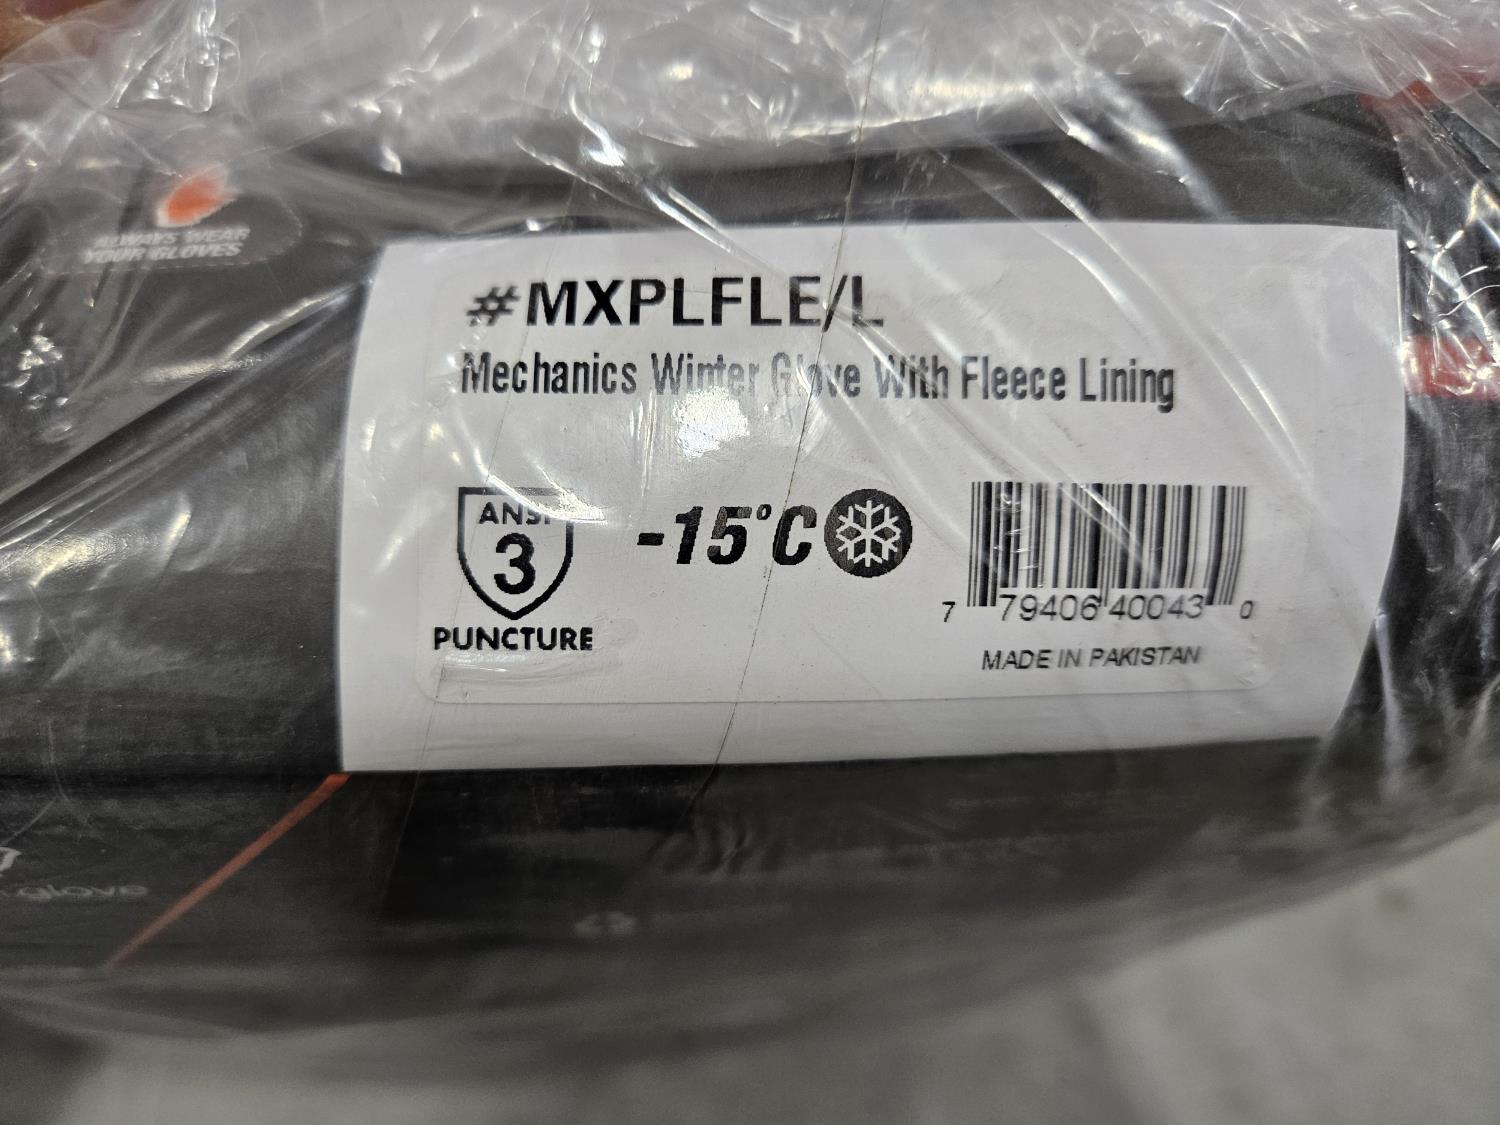 ALWAYS WEAR
YOUR GLOVES
#MXPLFLE/L
Mechanics Winter Glove With Fleece Lining
ANSI
3
PUNCTURE
-15°C
7 79406 40043 0
MADE IN PAKISTAN
glove